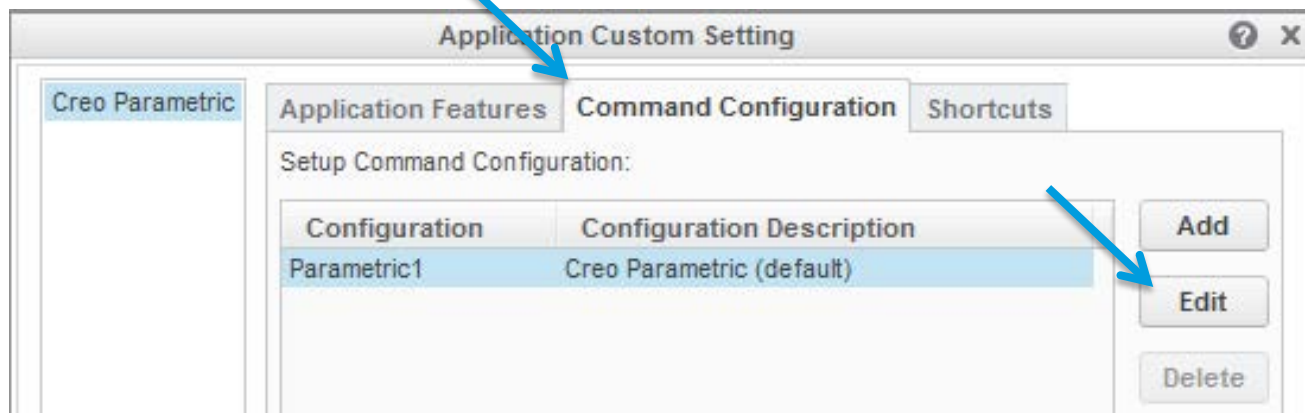 Application Custom Setting
Creo Parametric
Application Features Command Configuration Shortcuts
Setup Command Configuration:
Configuration Configuration Description
Add
Parametric1 Creo Parametric (default)
Edit
Delete